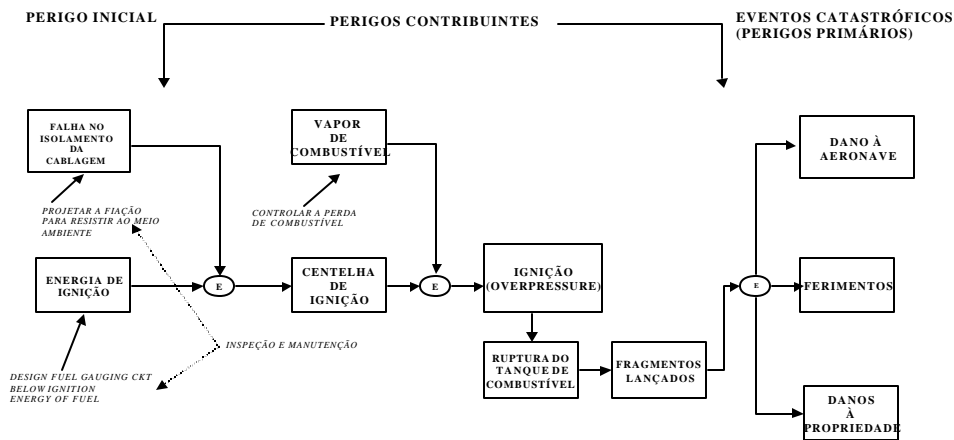 PERIGO INICIAL
PERIGOS CONTRIBUINTES
EVENTOS CATASTRÓFICOS
(PERIGOS PRIMÁRIOS)
FALHA NO
ISOLAMENTO
DA
CABLAGEM
VAPOR
DE
COMBUSTÍVEL
DANO À
AERONAVE
PROJETAR A FIAÇÃO
PARA RESISTIR AO MEIO
AMBIENTE
CONTROLAR A PERDA
DE COMBUSTÍVEL
ENERGIA DE
IGNIÇÃO
E
CENTELHA
DE
IGNIÇÃO
E
IGNIÇÃO
(OVERPRESSURE)
E
FERIMENTOS
INSPEÇÃO E MANUTENÇÃO
RUPTURA DO
TANQUE DE
COMBUSTÍVEL
FRAGMENTOS
LANÇADOS
DESIGN FUEL GAUGING CKT
BELOW IGNITION
ENERGY OF FUEL
DANOS
À
PROPRIEDADE